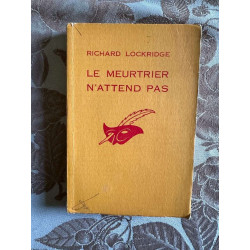 RICHARD LOCKRIDGE
LE MEURTRIER
N'ATTEND PAS